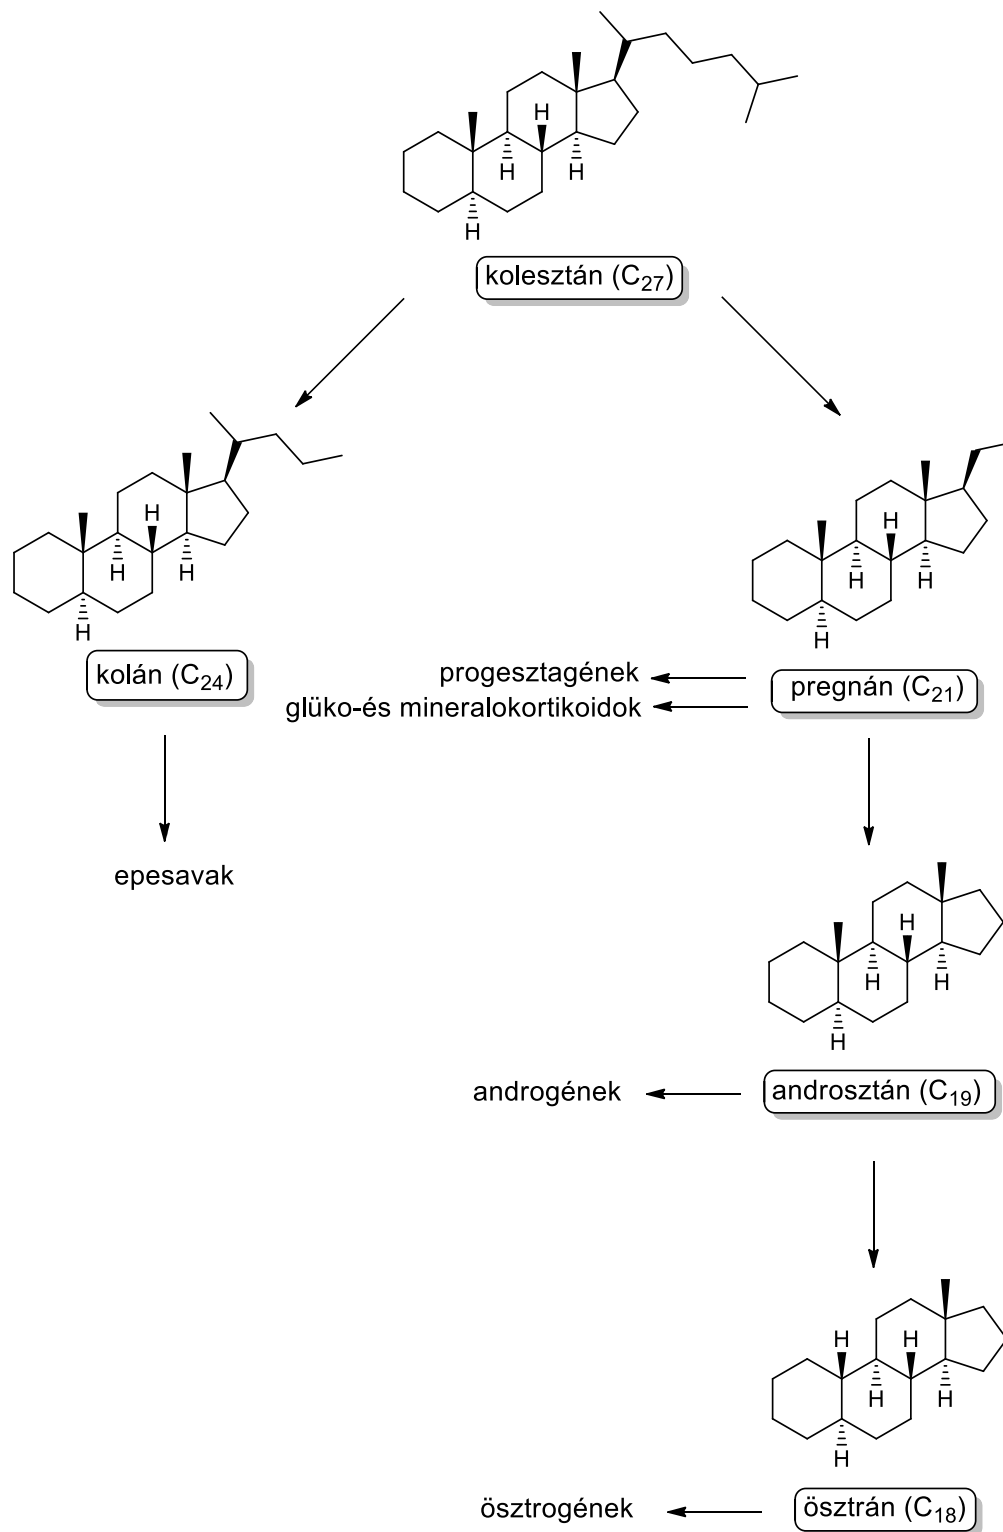 H
H
H
H
kolesztán (C27)
H
H
H
H
kolán (C24)
epesavak
H
H
H
H
progesztagének
glüko-és mineralokortikoidok
pregnán (C21)
H
H
H
H
androgének
androsztán (C19)
H
H
H
H
H
ösztrogének
ösztrán (C18)